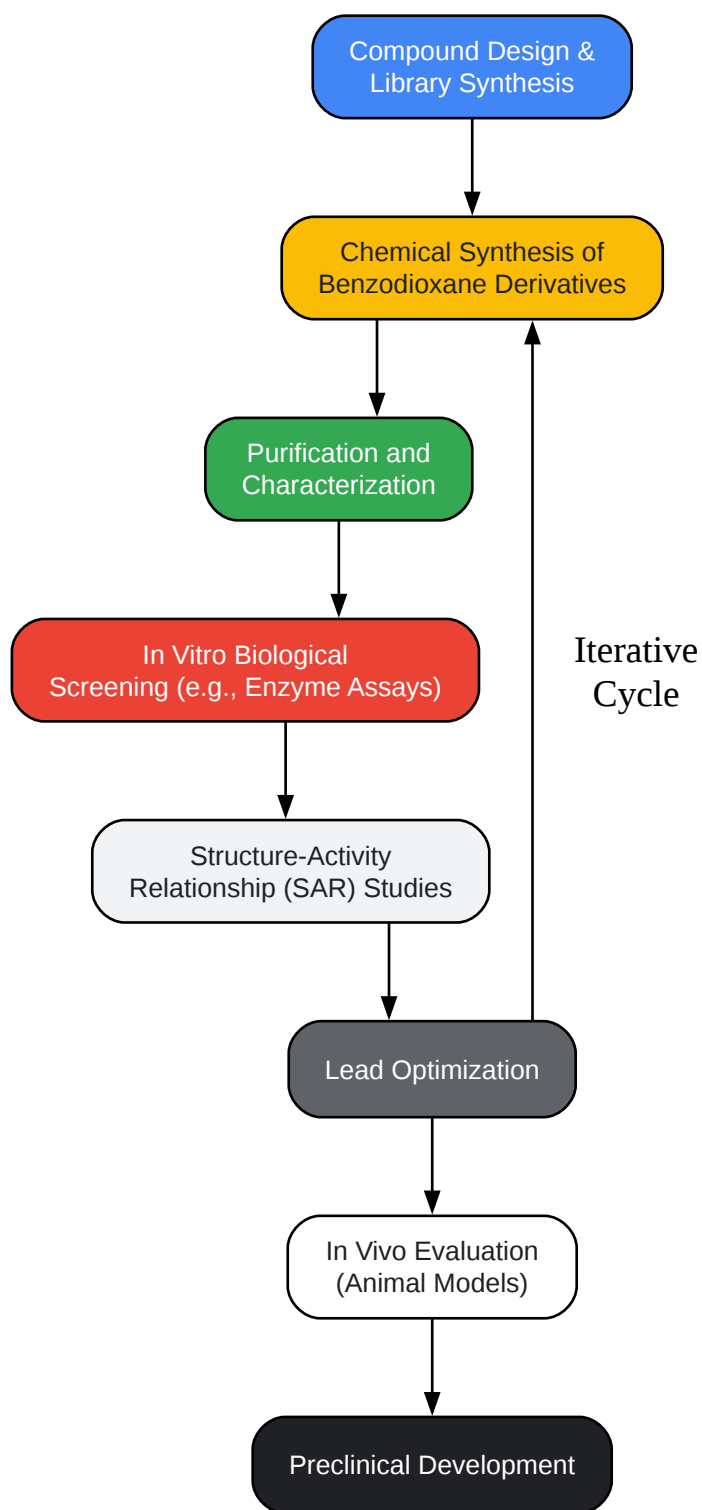 Compound Design &
Library Synthesis
Chemical Synthesis of
Benzodioxane Derivatives
Purification and
Characterization
In Vitro Biological
Screening (e.g., Enzyme Assays)
Iterative
Cycle
Structure-Activity
Relationship (SAR) Studies
Lead Optimization
In Vivo Evaluation
(Animal Models)
Preclinical Development